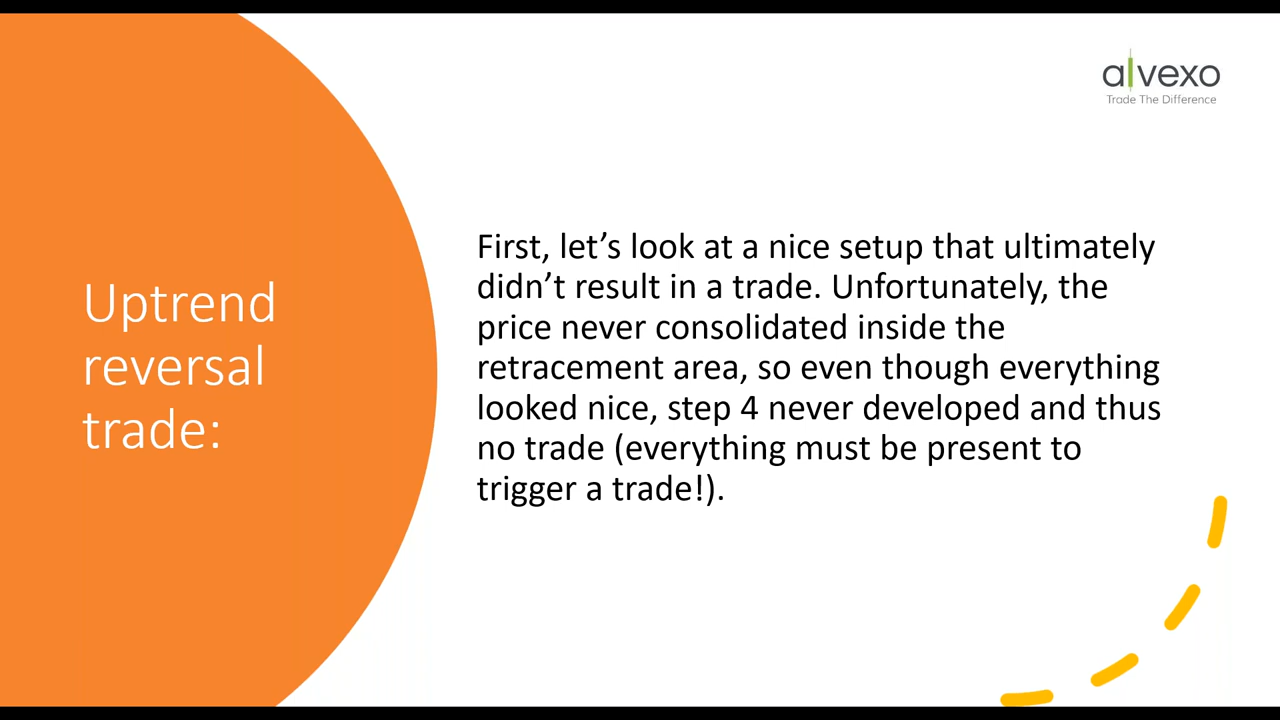 alvexo
Trade The Difference
Uptrend
reversal
trade:
First, let’s look at a nice setup that ultimately
didn’t result in a trade. Unfortunately, the
price never consolidated inside the
retracement area, so even though everything
looked nice, step 4 never developed and thus
no trade (everything must be present to
trigger a trade!).